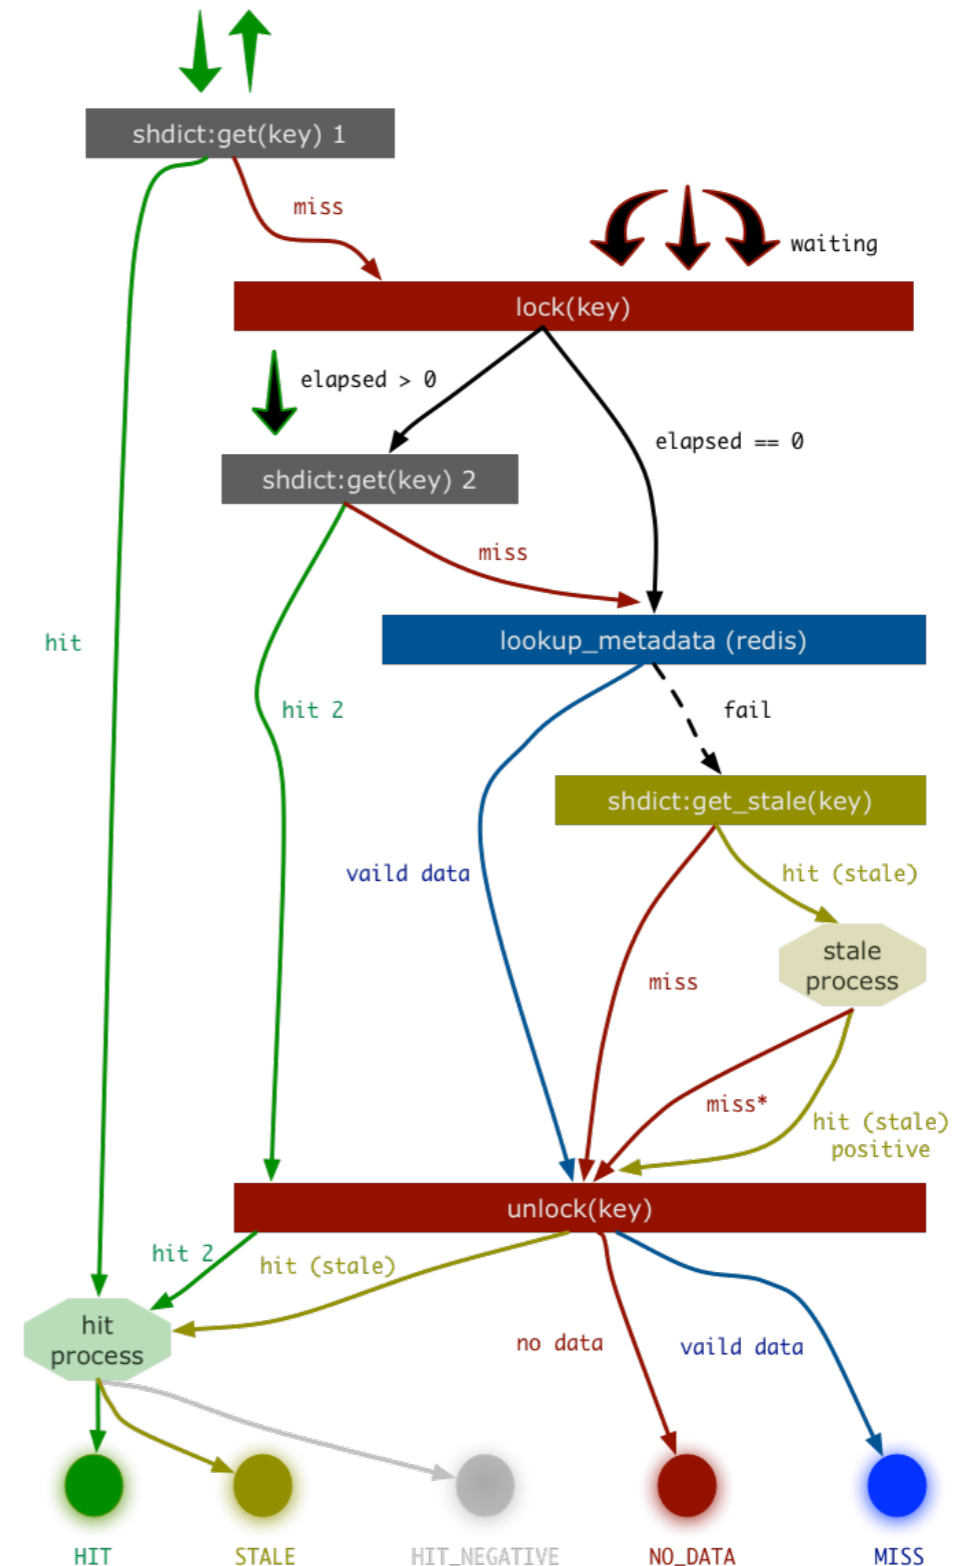 shdict:get(key) 1
miss
waiting
lock(key)
elapsed > 0
elapsed == 0
shdict:get(key) 2
miss
hit
lookup_metadata (redis)
hit 2
fail
shdict:get_stale(key)
vaild data
hit (stale)
stale
process
miss
miss*
hit (stale)
positive
unlock(key)
hit 2
hit (stale)
hit
process
no data
vaild data
HIT
STALE
HIT_NEGATIVE
NO_DATA
MISS